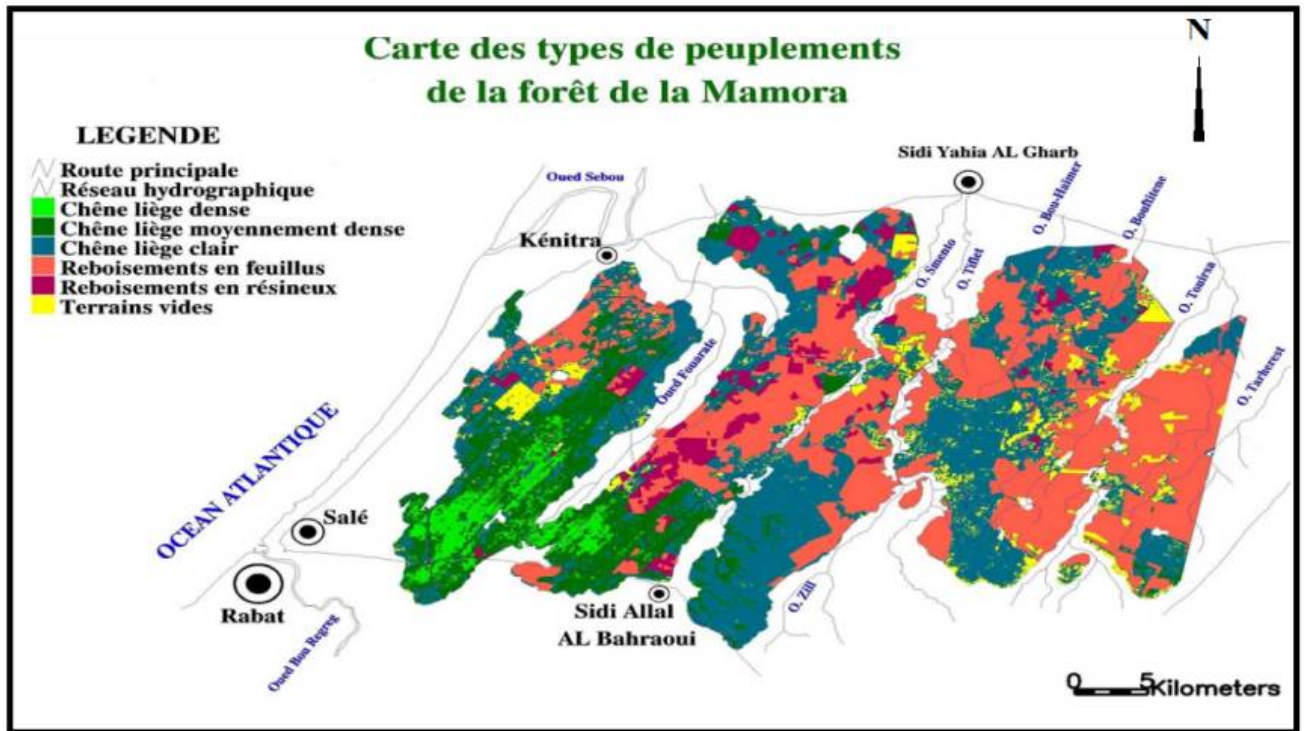 N
Carte des types de peuplements
de la forêt de la Mamora
LEGENDE
Route principale
Réseau hydrographique
Chêne liège dense
Chêne liège moyennement dense
Chêne liège clair
Reboisements en feuillus
Reboisements en résineux
Terrains vides
Sidi Yahia AL Gharb
Oued Sebou
Kénitra
O. Smento
O. Tiflet
O. Bou-Haimer
O. Bouftitene
O. Touirsa
O. Tarherest
Oued Fouarate
OCEAN ATLANTIQUE
Salé
Rabat
Oued Bou Regreg
Sidi Allal
AL Bahraoui
O. Zill
0 5Kilometers